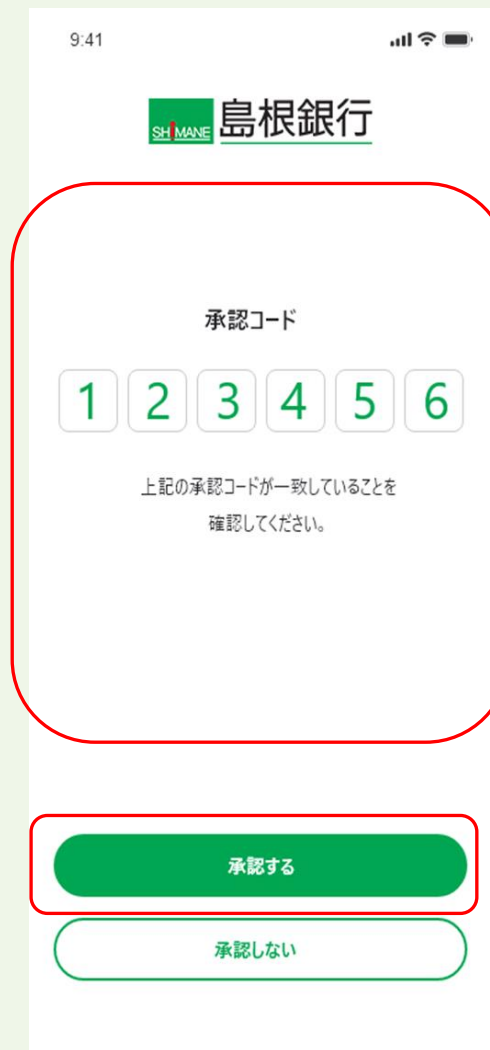 9:41
SHIMANE 島根銀行
承認コード
1 2 3 4 5 6
上記の承認コードが一致していることを
確認してください。
承認する
承認しない